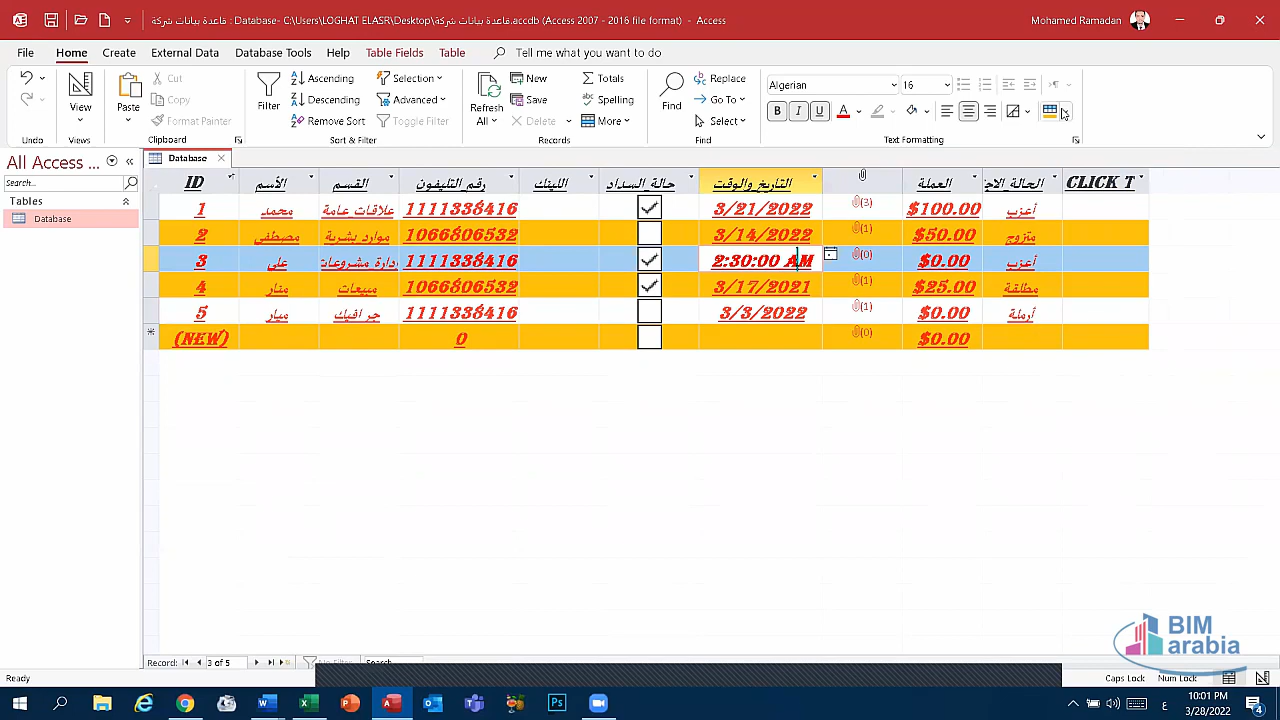 قاعدة بيانات شركة : Database- C:\Users\LOGHAT ELASR\Desktop\قاعدة بيانات شركة.accdb (Access 2007 - 2016 file format) - Access
Mohamed Ramadan
File Home Create External Data Database Tools Help Table Fields Table Tell me what you want to do
View Paste Cut Copy Format Painter
Filter Ascending Descending Remove Sort Selection Advanced Toggle Filter
Refresh All New Save Delete Totals Spelling More
Find Replace Go To Select
Algerian 16
B I U A
Undo Views Clipboard Sort & Filter Records Find Text Formatting
All Access ...
Search...
Tables
Database
Database
ID الأسم القسم رقم التليفون اللينك حالة السداد التاريخ والوقت العملة الحالة الاج CLICK T
1 محمد علاقات عامة 1111338416 3/21/2022 (3) $100.00 أعزب
2 مصطفي موارد بشرية 1066806532 3/14/2022 (1) $50.00 متزوج
3 علي دارة مشروعات 1111338416 2:30:00 AM (0) $0.00 أعزب
4 منار مبيعات 1066806532 3/17/2021 (1) $25.00 مطلقة
5 ميار جرافيك 1111338416 3/3/2022 (1) $0.00 أرملة
(NEW) 0 (0) $0.00
BIM
arabia
Record: 3 of 5 No Filter Search
Ready
Caps Lock Num Lock
10:01 PM
3/28/2022